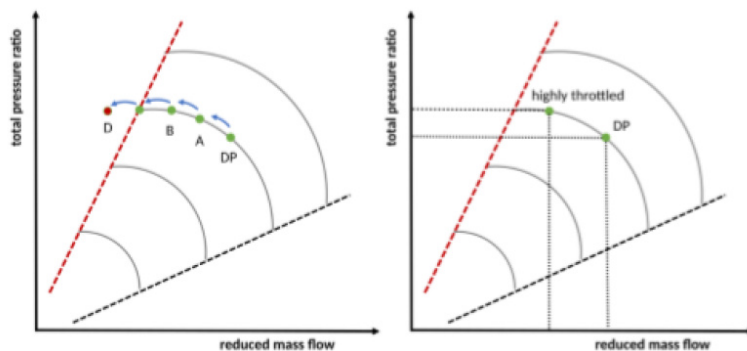 total pressure ratio
D
B
A
DP
reduced mass flow
total pressure ratio
highly throttled
DP
reduced mass flow